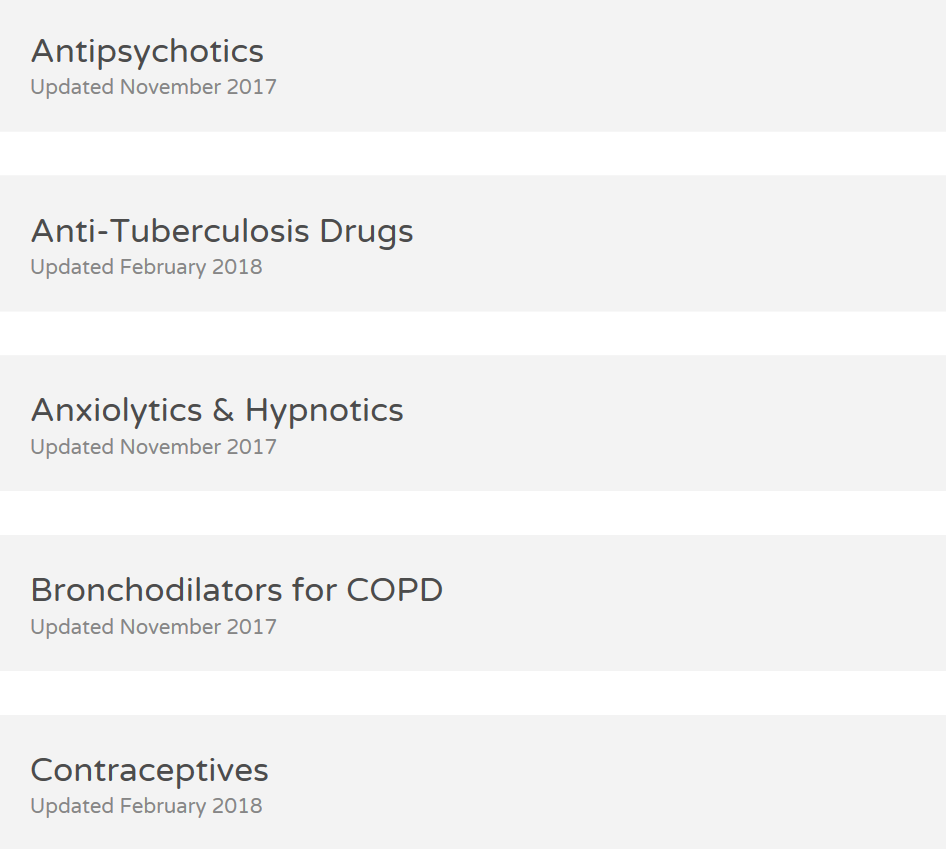 Antipsychotics
Updated November 2017
Anti-Tuberculosis Drugs
Updated February 2018
Anxiolytics & Hypnotics
Updated November 2017
Bronchodilators for COPD
Updated November 2017
Contraceptives
Updated February 2018